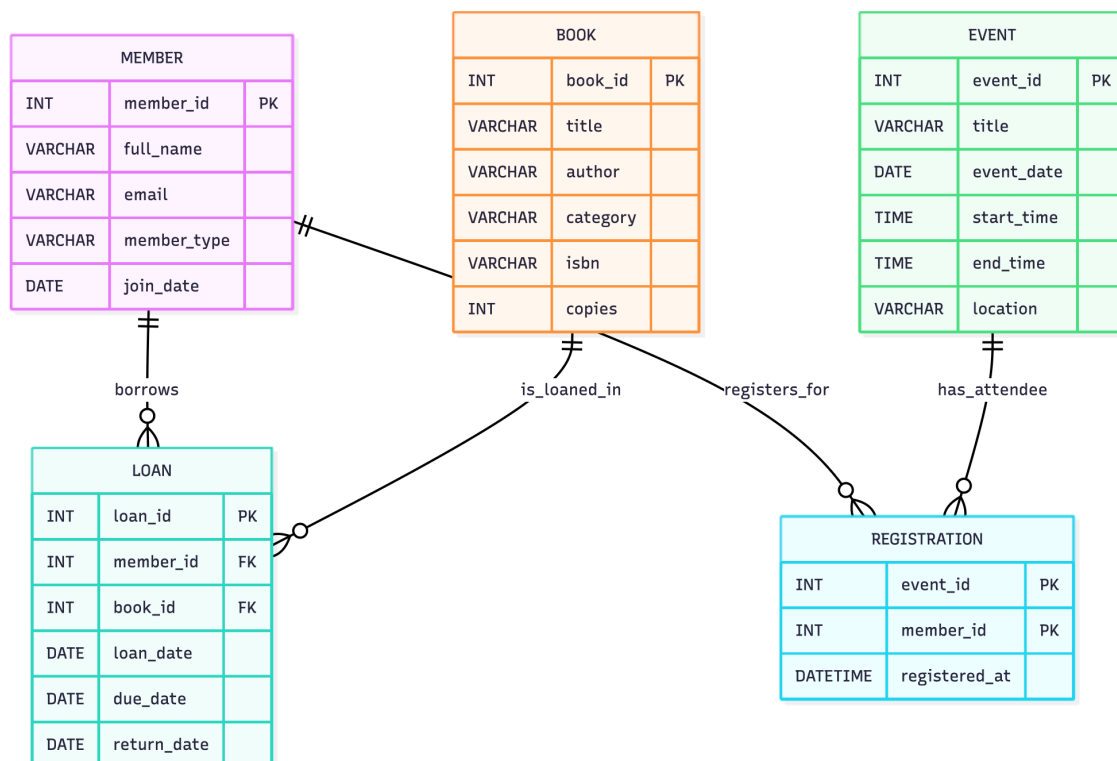 MEMBER
INT member_id PK
VARCHAR full_name
VARCHAR email
VARCHAR member_type
DATE join_date
BOOK
INT book_id PK
VARCHAR title
VARCHAR author
VARCHAR category
VARCHAR isbn
INT copies
EVENT
INT event_id PK
VARCHAR title
DATE event_date
TIME start_time
TIME end_time
VARCHAR location
borrows
is_loaned_in
registers_for
has_attendee
LOAN
INT loan_id PK
INT member_id FK
INT book_id FK
DATE loan_date
DATE due_date
DATE return_date
REGISTRATION
INT event_id PK
INT member_id PK
DATETIME registered_at